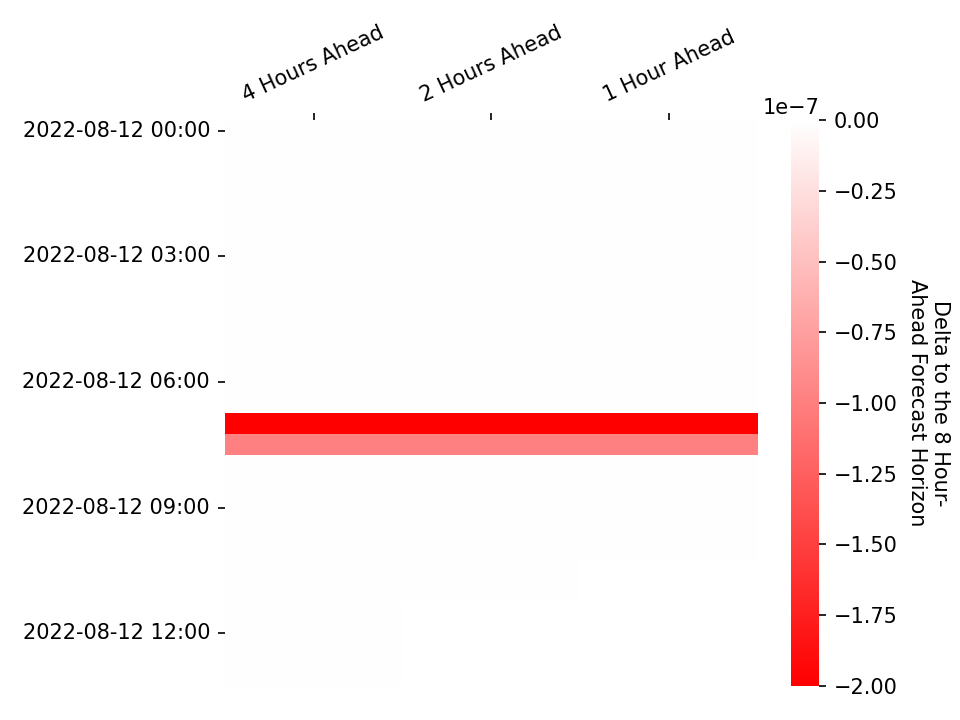 4 Hours Ahead
2 Hours Ahead
1 Hour Ahead
1e−7
2022-08-12 00:00
2022-08-12 03:00
2022-08-12 06:00
2022-08-12 09:00
2022-08-12 12:00
0.00
−0.25
−0.50
−0.75
−1.00
−1.25
−1.50
−1.75
−2.00
Delta to the 8 Hour-
Ahead Forecast Horizon